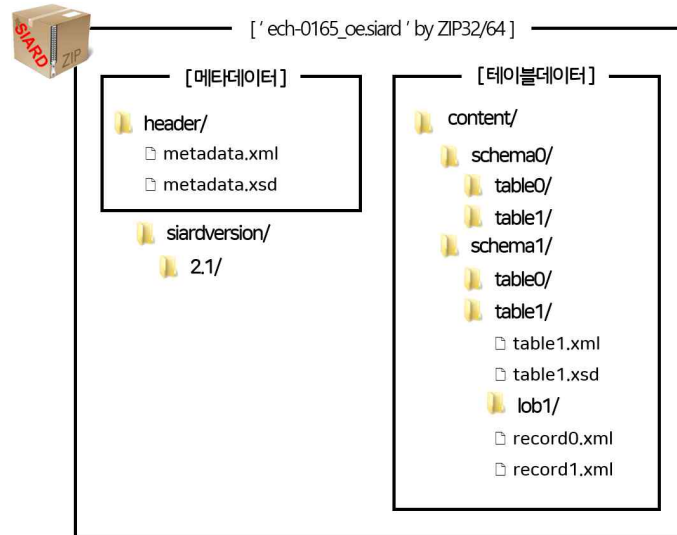 SIARD
ZIP
[ ‘ ech-0165_oe.siard ’ by ZIP32/64 ]
[ 메타데이터 ]
header/
metadata.xml
metadata.xsd
siardversion/
2.1/
[ 테이블데이터 ]
content/
schema0/
table0/
table1/
schema1/
table0/
table1/
table1.xml
table1.xsd
lob1/
record0.xml
record1.xml